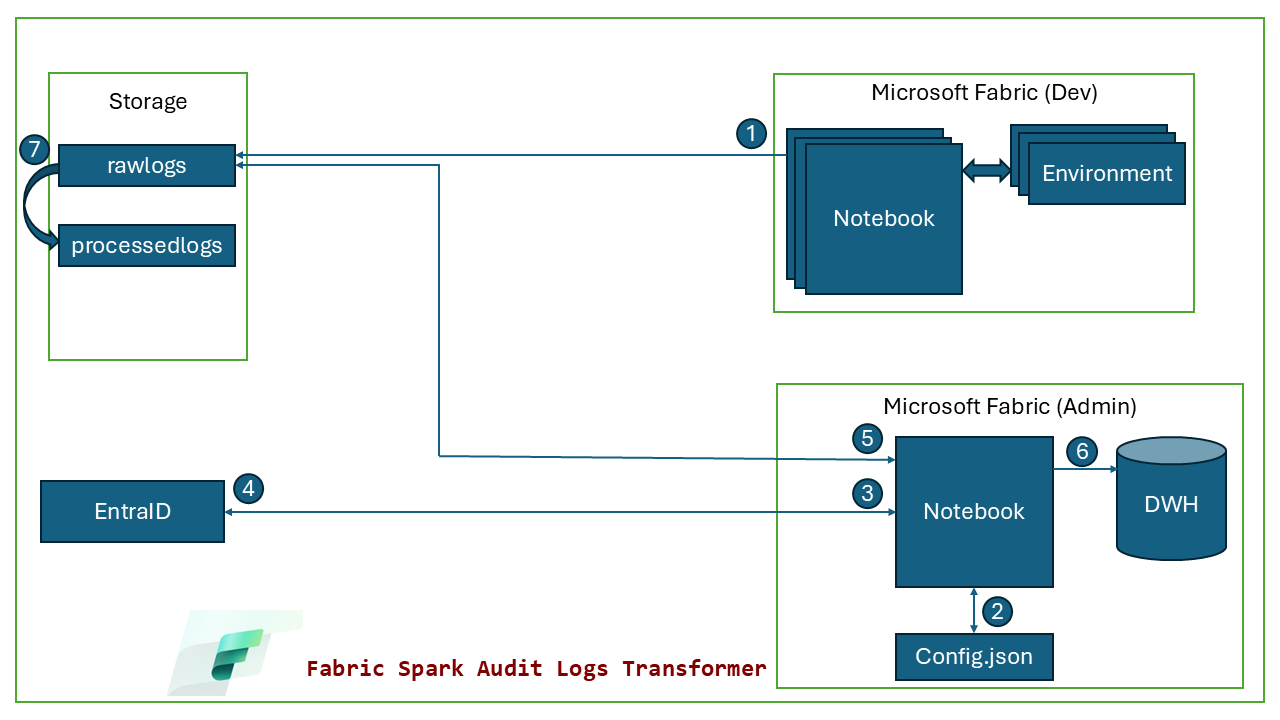 Storage
7
rawlogs
processedlogs
1
Microsoft Fabric (Dev)
Notebook
Environment
Microsoft Fabric (Admin)
5
6
4
3
EntraID
Notebook
DWH
2
Config.json
Fabric Spark Audit Logs Transformer